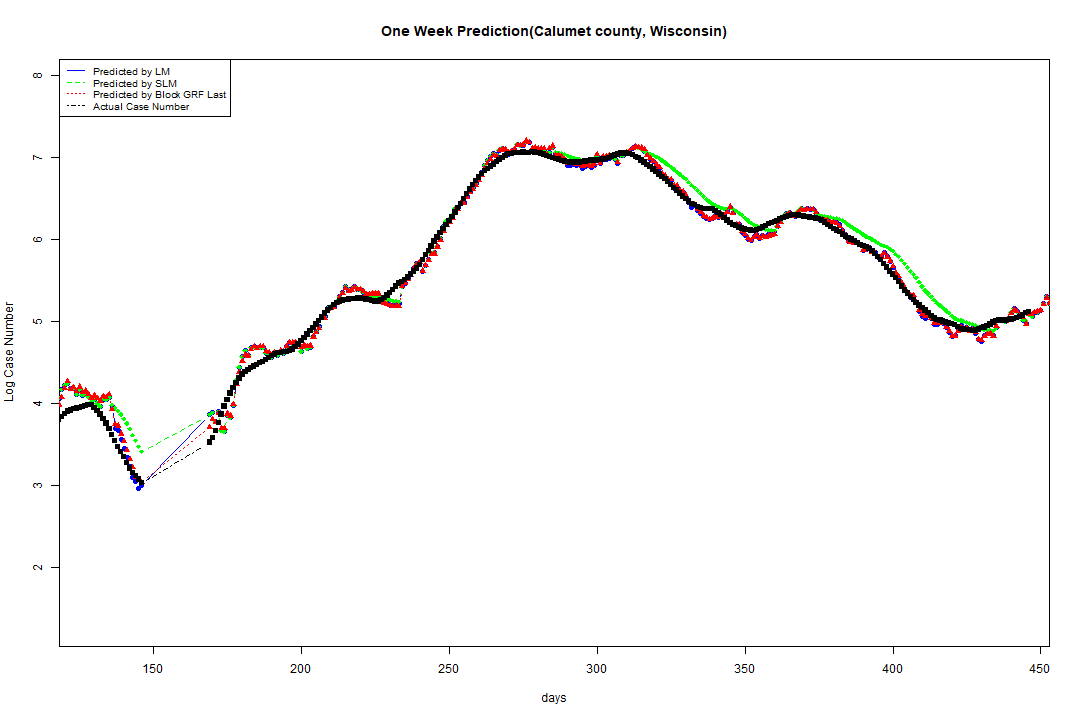 One Week Prediction(Calumet county, Wisconsin)
Predicted by LM
Predicted by SLM
Predicted by Block GRF Last
Actual Case Number
8
7
6
5
4
3
2
Log Case Number
150 200 250 300 350 400 450
days